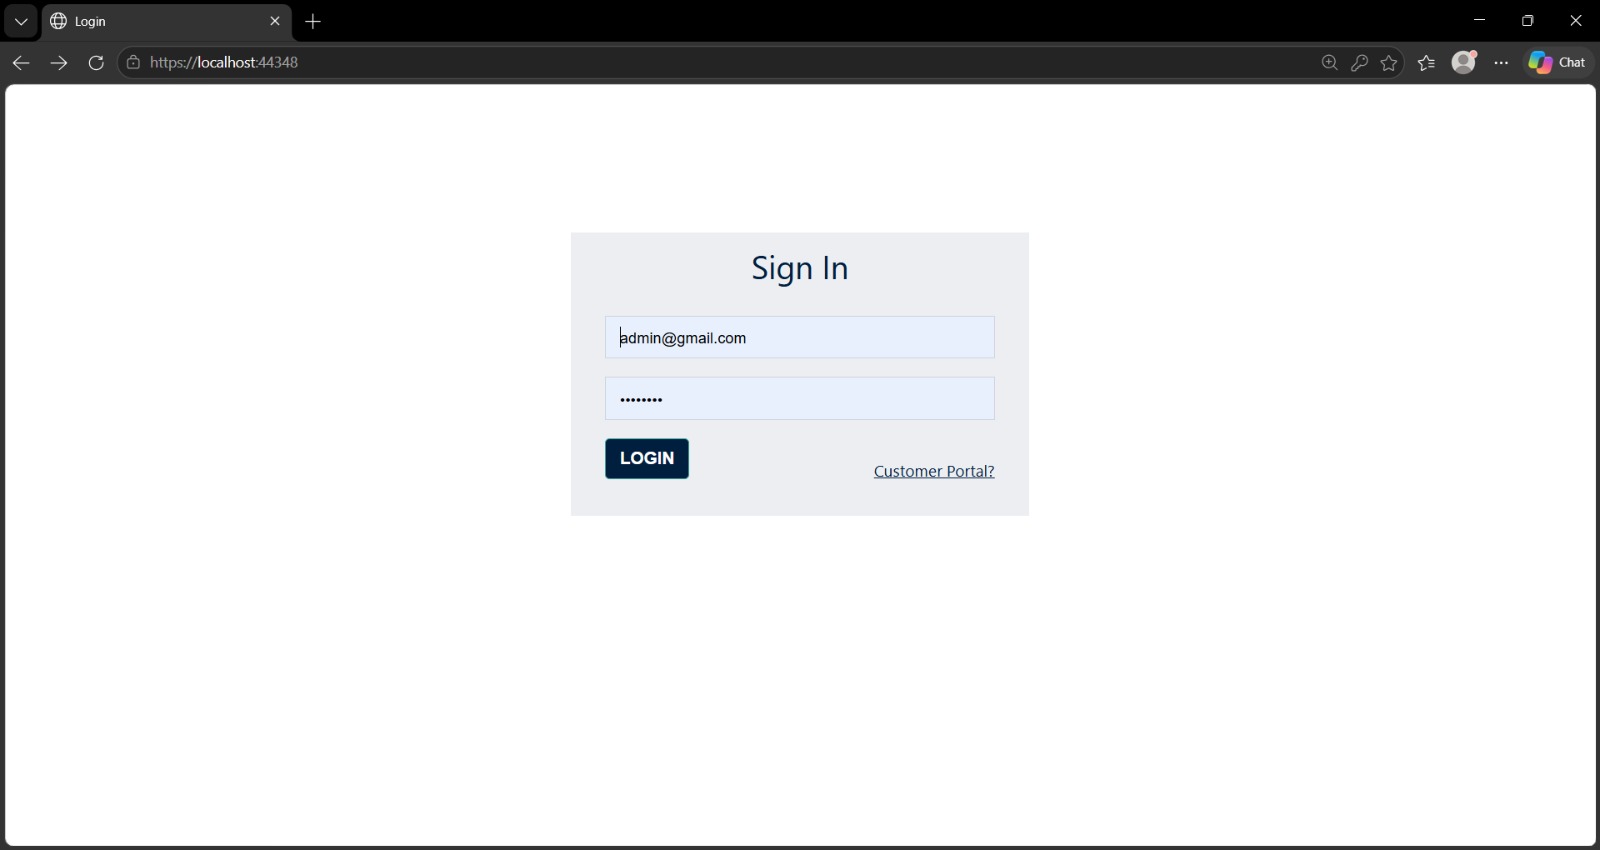 Login
https://localhost:44348
Chat
Sign In
admin@gmail.com
••••••••
LOGIN
Customer Portal?